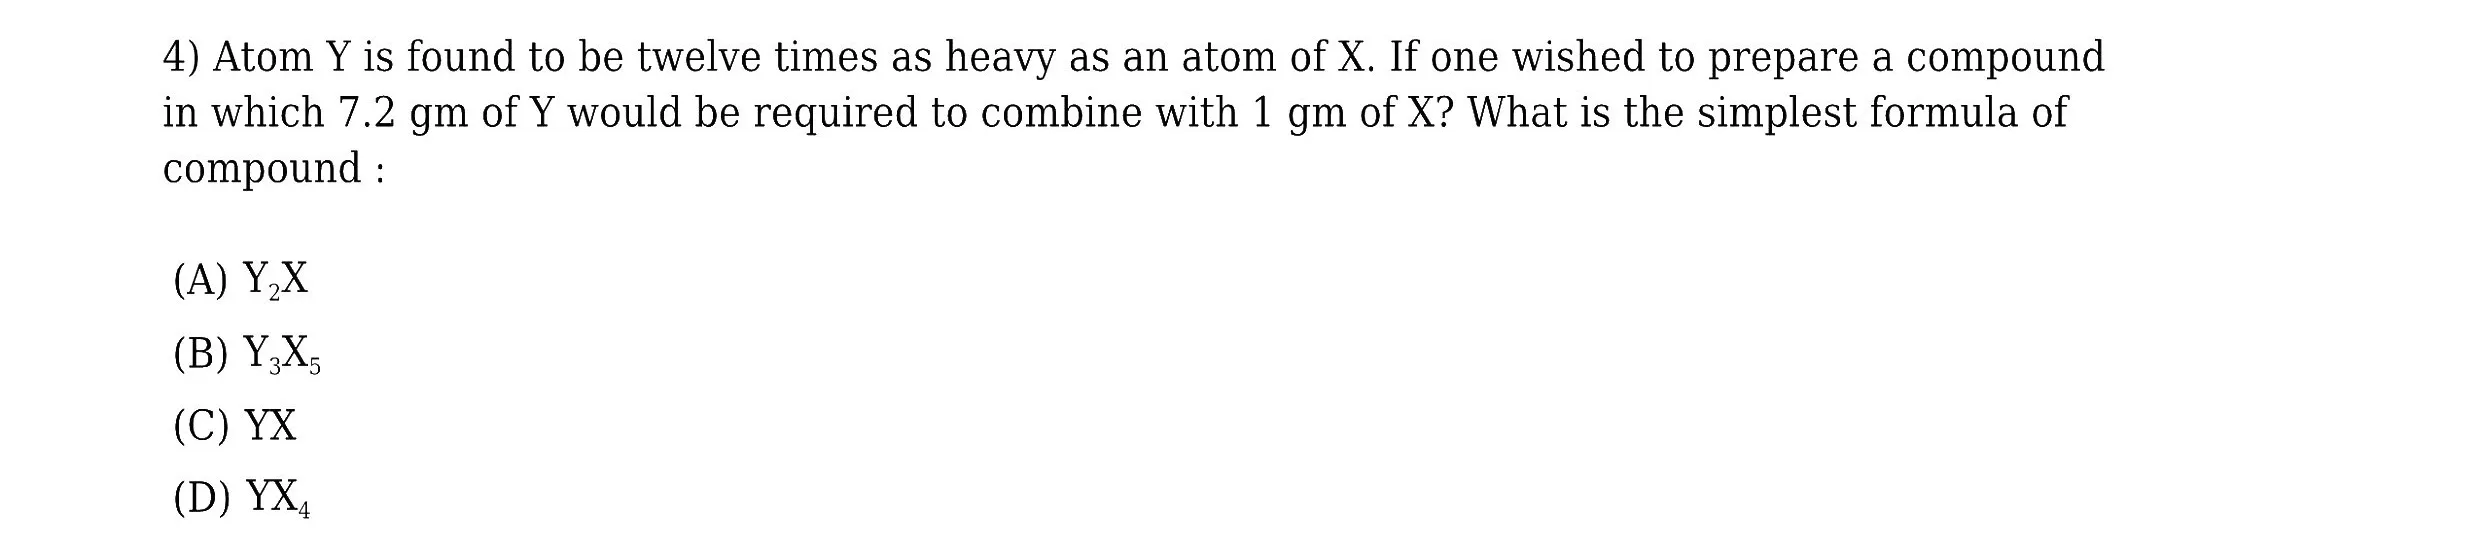 4) Atom Y is found to be twelve times as heavy as an atom of X. If one wished to prepare a compound
in which 7.2 gm of Y would be required to combine with 1 gm of X? What is the simplest formula of
compound :
(A) Y₂X
(B) Y₃X₅
(C) YX
(D) YX₄